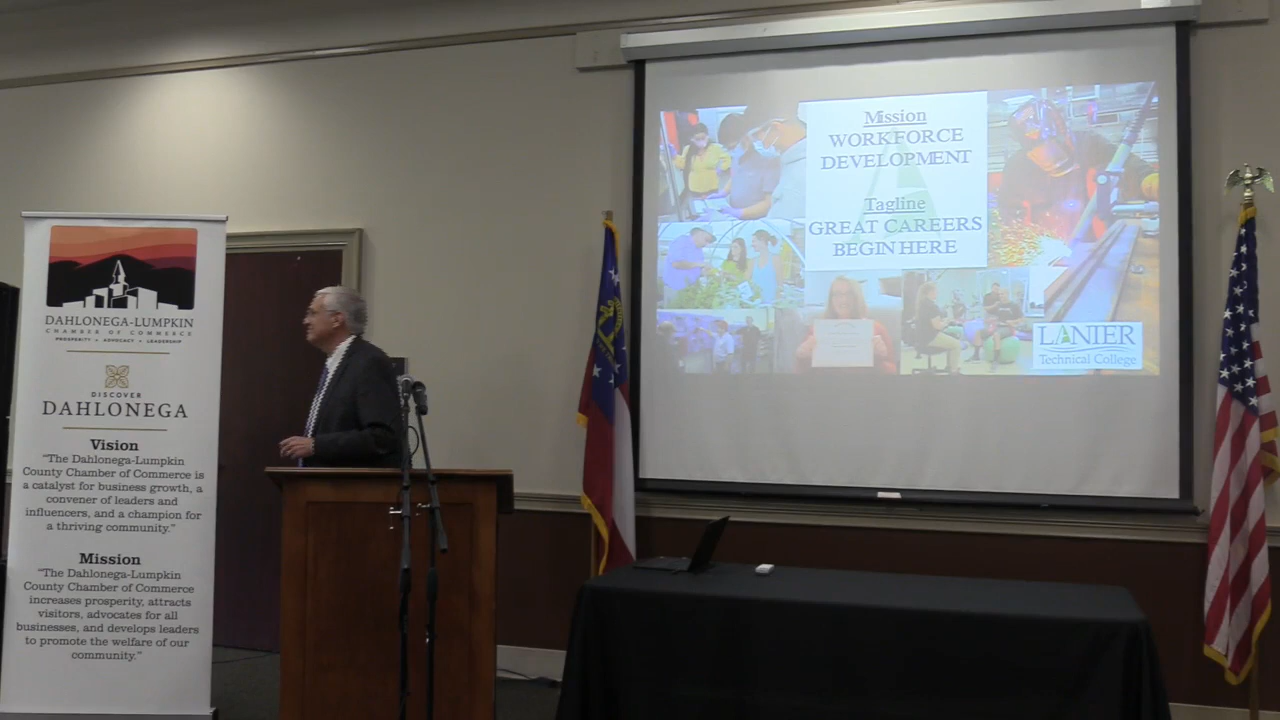 DAHLONEGA-LUMPKIN
CHAMBER OF COMMERCE
PROSPERITY • ADVOCACY • LEADERSHIP
DISCOVER
DAHLONEGA
Vision
"The Dahlonega-Lumpkin
County Chamber of Commerce is
a catalyst for business growth, a
convener of leaders and
influencers, and a champion for
a thriving community."
Mission
"The Dahlonega-Lumpkin
County Chamber of Commerce
increases prosperity, attracts
visitors, advocates for all
businesses, and develops leaders
to promote the welfare of our
community."
Mission
WORKFORCE
DEVELOPMENT
Tagline
GREAT CAREERS
BEGIN HERE
LANIER
Technical College